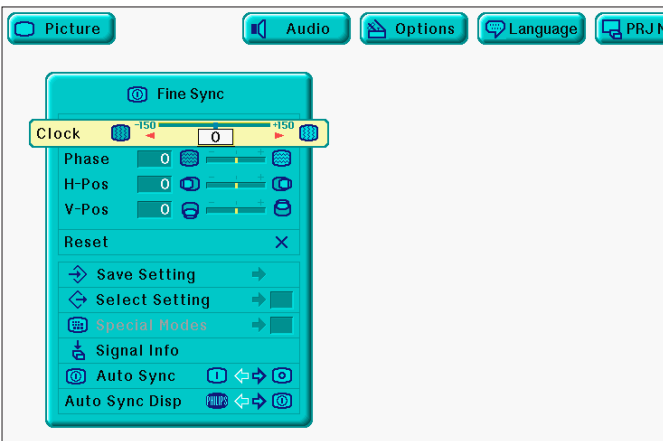 Picture
Audio
Options
Language
PRJ N
Fine Sync
Clock -150 0 +150
Phase 0
H-Pos 0
V-Pos 0
Reset
Save Setting
Select Setting
Special Modes
Signal Info
Auto Sync
Auto Sync Disp PHILIPS